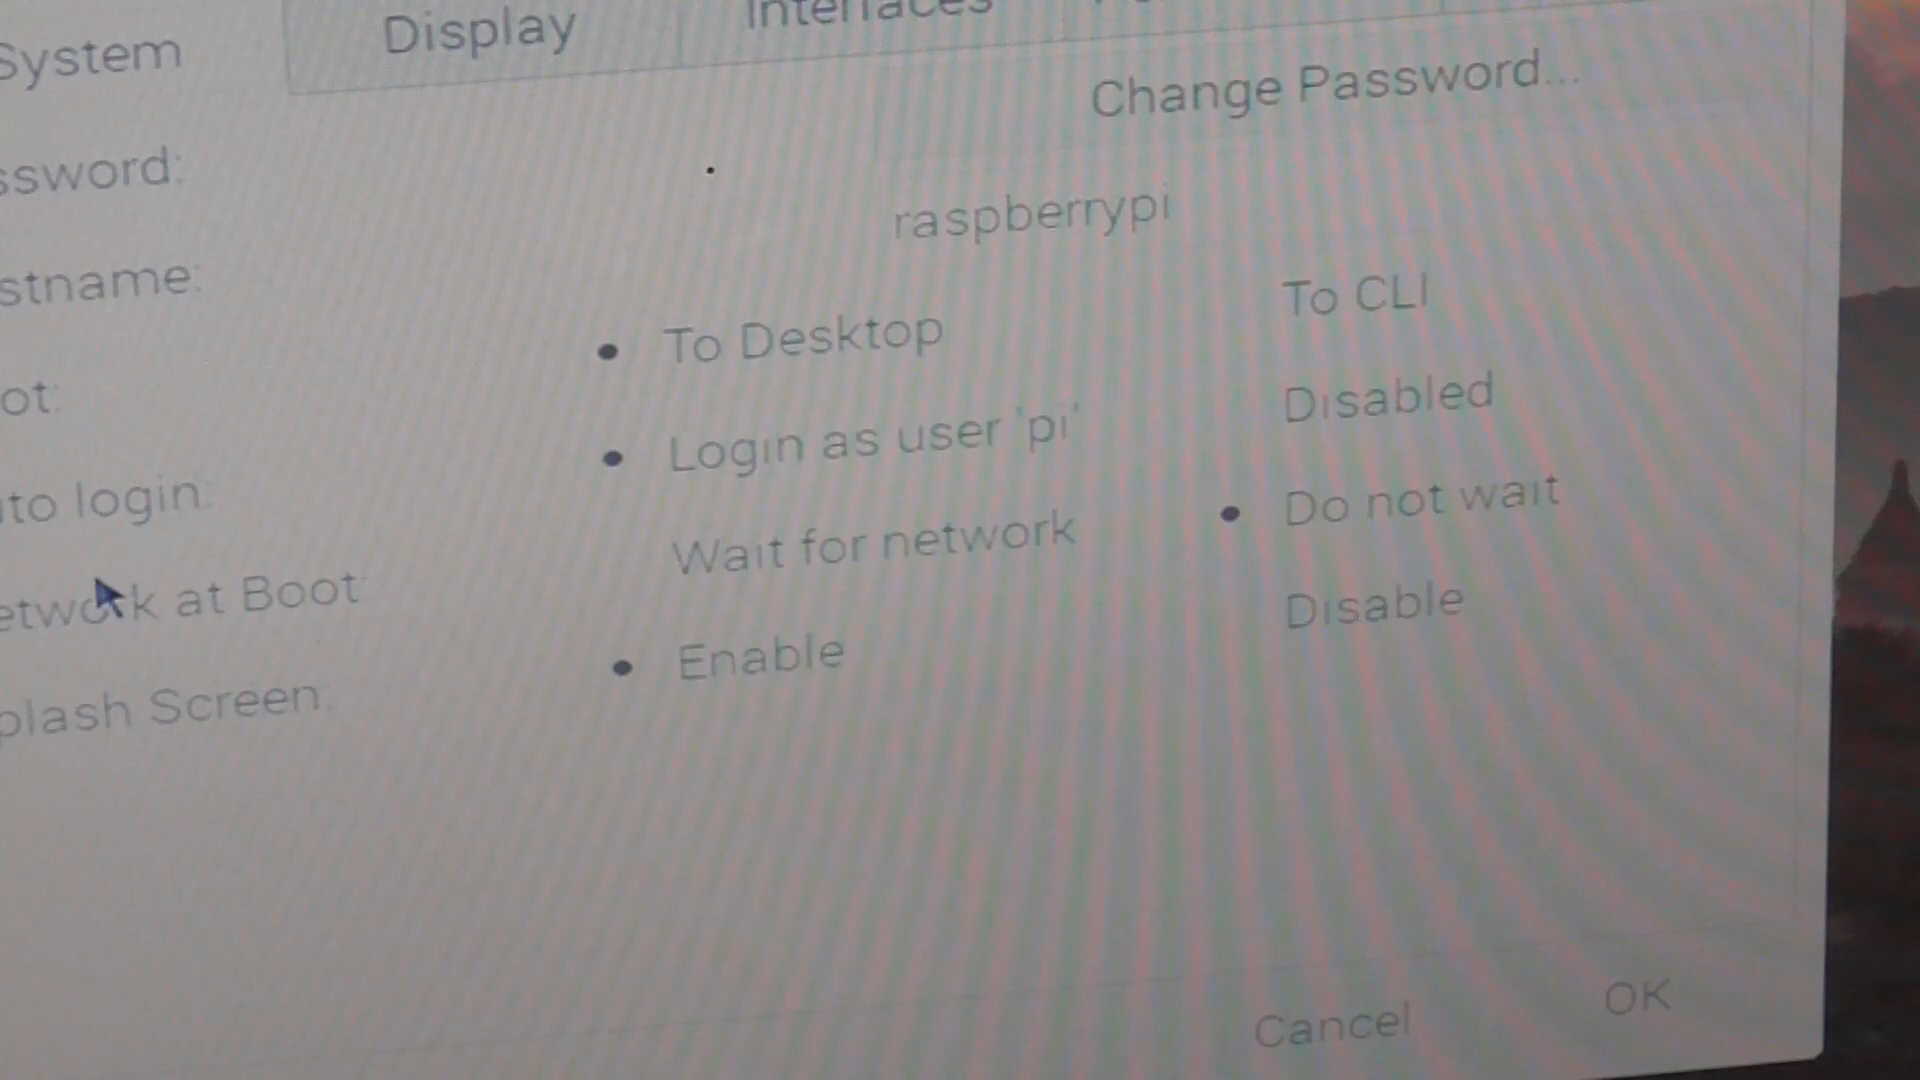 System Display Interfaces
ssword: Change Password...
stname: raspberrypi
ot: To Desktop To CLI
to login: Login as user 'pi' Disabled
etwork at Boot Wait for network Do not wait
plash Screen: Enable Disable
Cancel OK